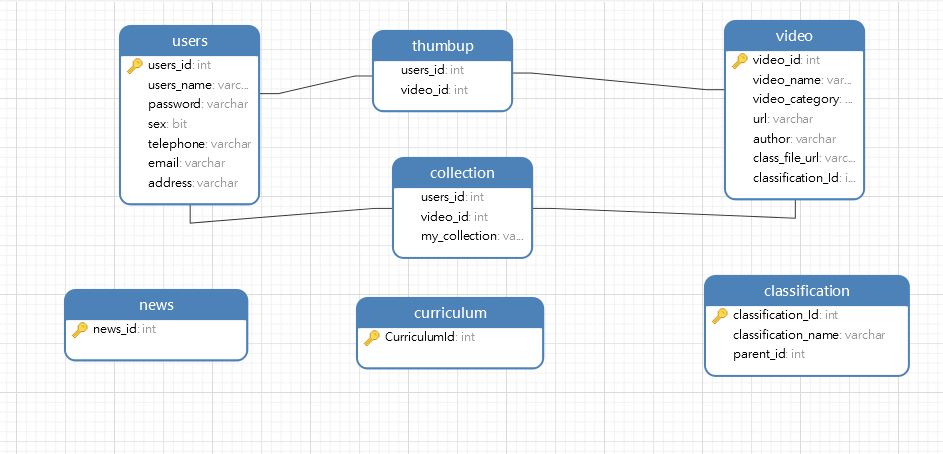 users
users_id: int
users_name: varc...
password: varchar
sex: bit
telephone: varchar
email: varchar
address: varchar
thumbup
users_id: int
video_id: int
video
video_id: int
video_name: var...
video_category: ...
url: varchar
author: varchar
class_file_url: varc...
classification_Id: i...
collection
users_id: int
video_id: int
my_collection: va...
news
news_id: int
curriculum
CurriculumId: int
classification
classification_Id: int
classification_name: varchar
parent_id: int